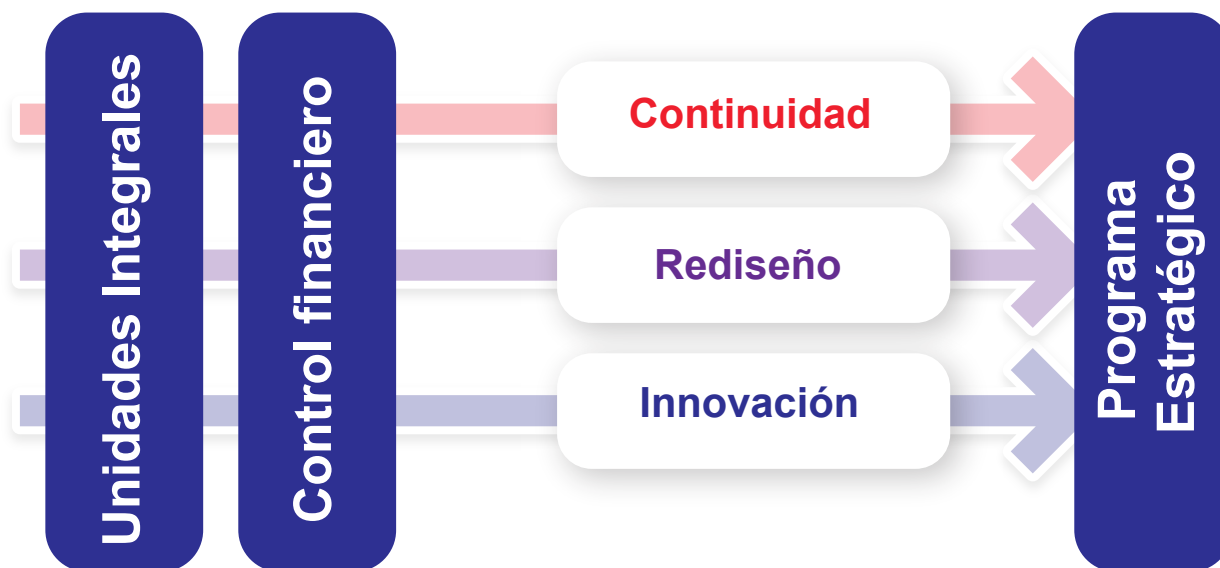 Unidades Integrales
Control financiero
Continuidad
Rediseño
Innovación
Programa
Estratégico